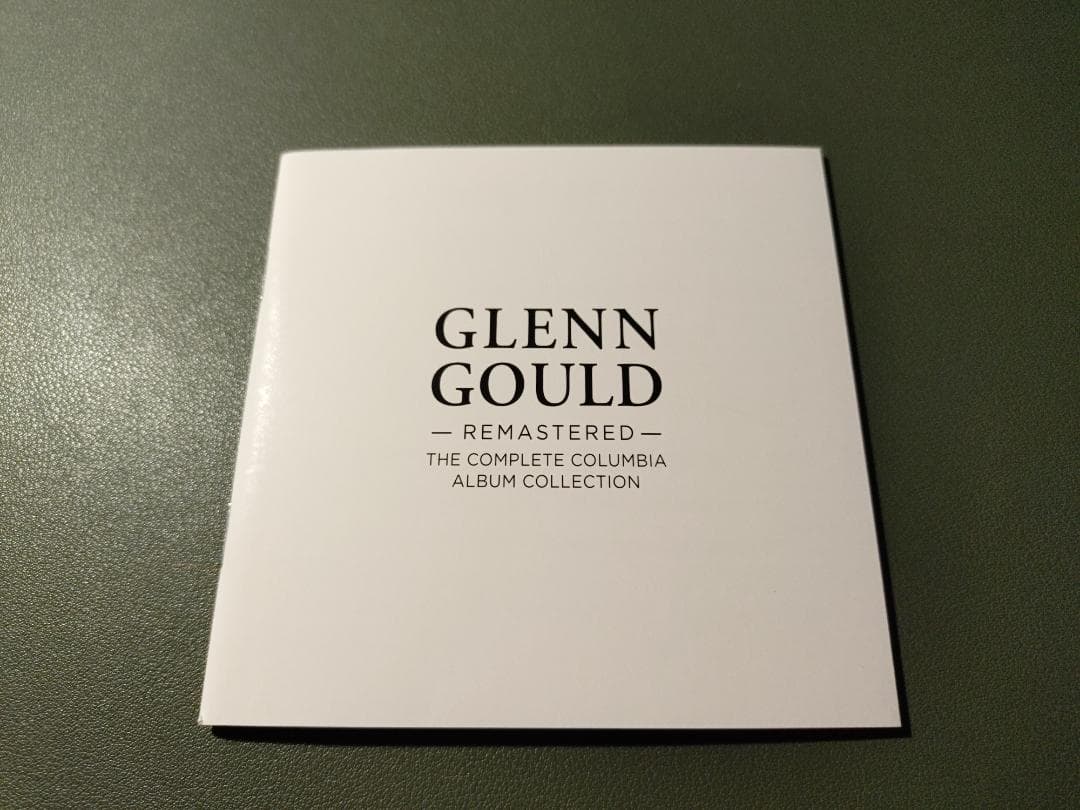 GLENN
GOULD
— REMASTERED —
THE COMPLETE COLUMBIA
ALBUM COLLECTION